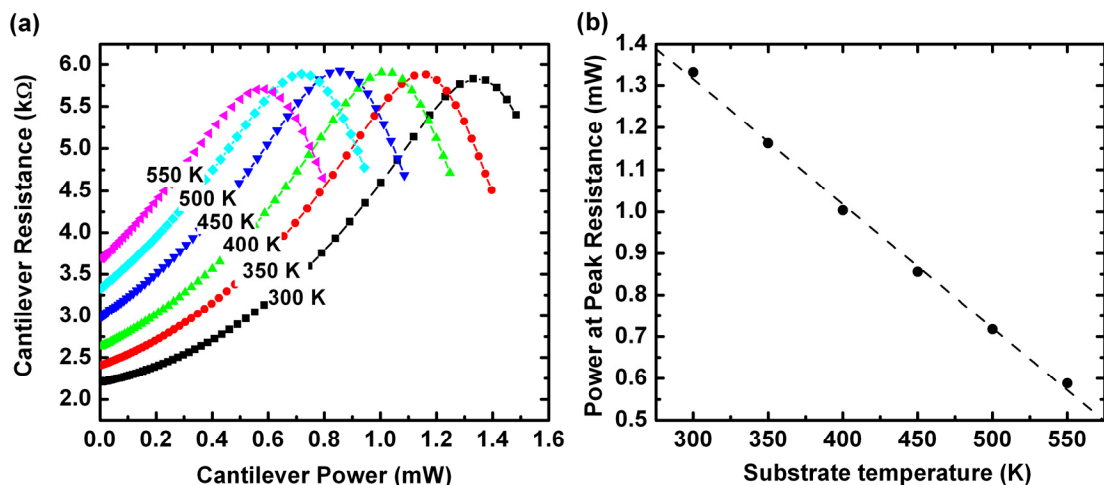 (a)
Cantilever Resistance (kΩ)
6.0
5.5
5.0
4.5
4.0
3.5
3.0
2.5
2.0
550 K
500 K
450 K
400 K
350 K
300 K
0.0 0.2 0.4 0.6 0.8 1.0 1.2 1.4 1.6
Cantilever Power (mW)
(b)
Power at Peak Resistance (mW)
1.4
1.3
1.2
1.1
1.0
0.9
0.8
0.7
0.6
0.5
300 350 400 450 500 550
Substrate temperature (K)